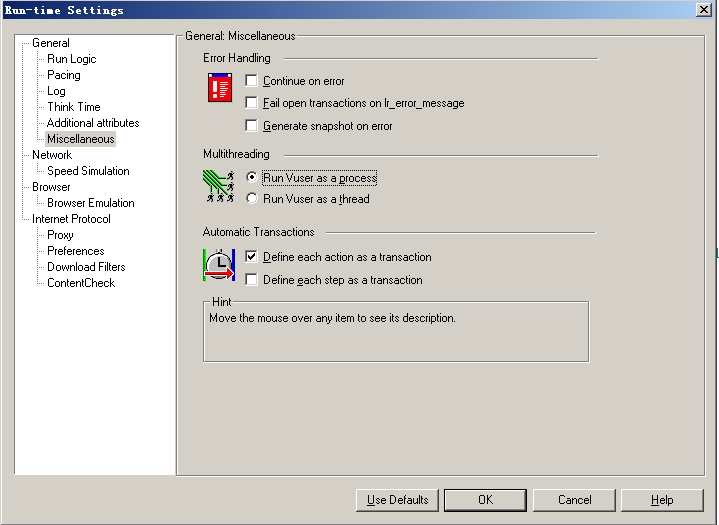 Run-time Settings
General
Run Logic
Pacing
Log
Think Time
Additional attributes
Miscellaneous
Network
Speed Simulation
Browser
Browser Emulation
Internet Protocol
Proxy
Preferences
Download Filters
ContentCheck
General: Miscellaneous
Error Handling
Continue on error
Fail open transactions on lr_error_message
Generate snapshot on error
Multithreading
Run Vuser as a process
Run Vuser as a thread
Automatic Transactions
Define each action as a transaction
Define each step as a transaction
Hint
Move the mouse over any item to see its description.
Use Defaults
OK
Cancel
Help